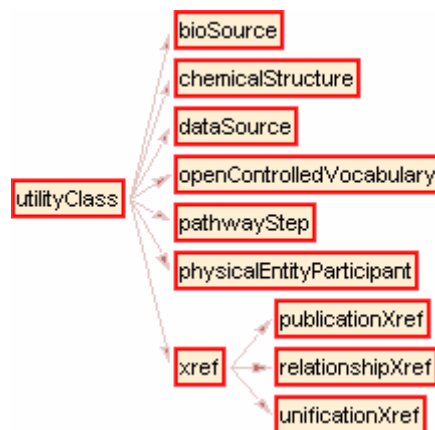 bioSource
chemicalStructure
dataSource
openControlledVocabulary
utilityClass
pathwayStep
physicalEntityParticipant
publicationXref
xref
relationshipXref
unificationXref